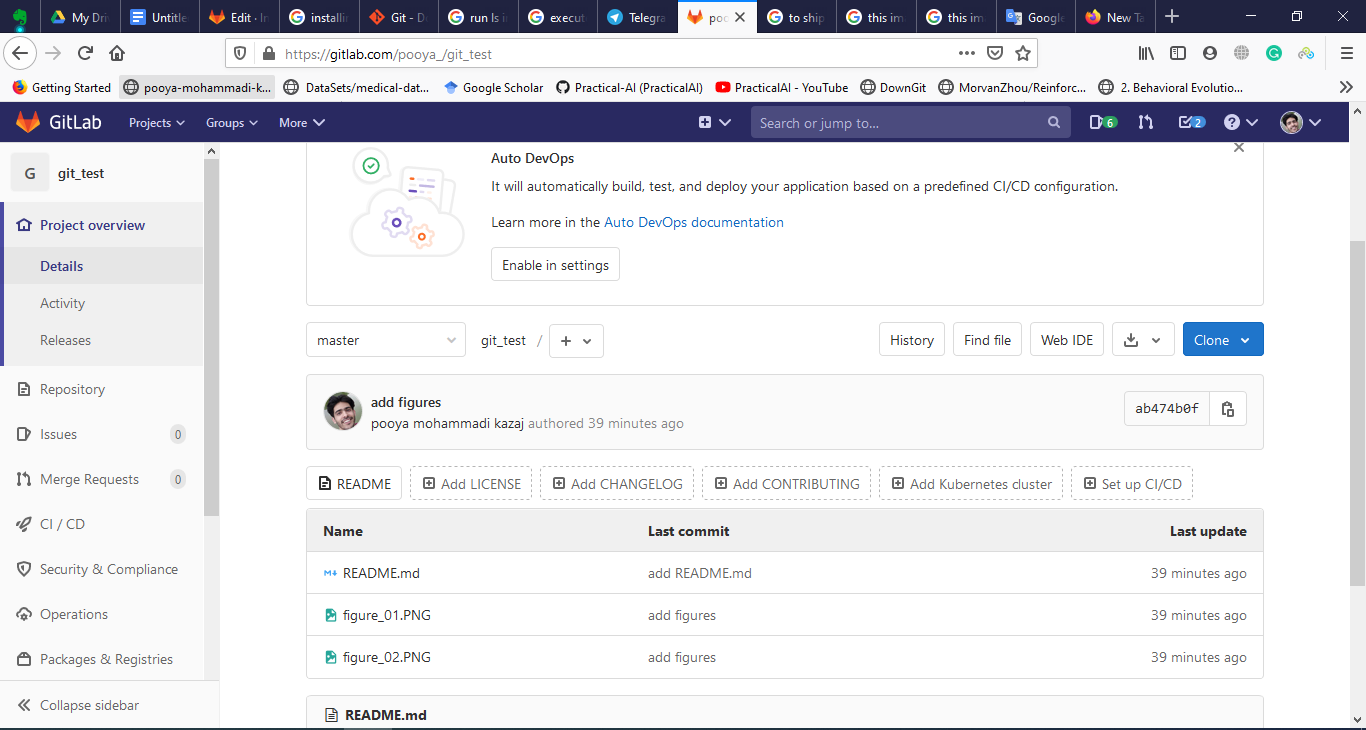 My Dri
Untitle
Edit · In
installin
Git - Do
run ls in
execut
Telegra
poo
to ship
this im
this im
Google
New Ta
https://gitlab.com/pooya_/git_test
Getting Started
pooya-mohammadi-k...
DataSets/medical-dat...
Google Scholar
Practical-AI (PracticalAI)
PracticalAI - YouTube
DownGit
MorvanZhou/Reinforc...
2. Behavioral Evolutio...
GitLab
Projects
Groups
More
Search or jump to...
6
2
G git_test
Project overview
Details
Activity
Releases
Repository
Issues 0
Merge Requests 0
CI / CD
Security & Compliance
Operations
Packages & Registries
Collapse sidebar
Auto DevOps
It will automatically build, test, and deploy your application based on a predefined CI/CD configuration.
Learn more in the Auto DevOps documentation
Enable in settings
master
git_test /
History
Find file
Web IDE
Clone
add figures
pooya mohammadi kazaj authored 39 minutes ago
ab474b0f
README
Add LICENSE
Add CHANGELOG
Add CONTRIBUTING
Add Kubernetes cluster
Set up CI/CD
Name Last commit Last update
README.md add README.md 39 minutes ago
figure_01.PNG add figures 39 minutes ago
figure_02.PNG add figures 39 minutes ago
README.md